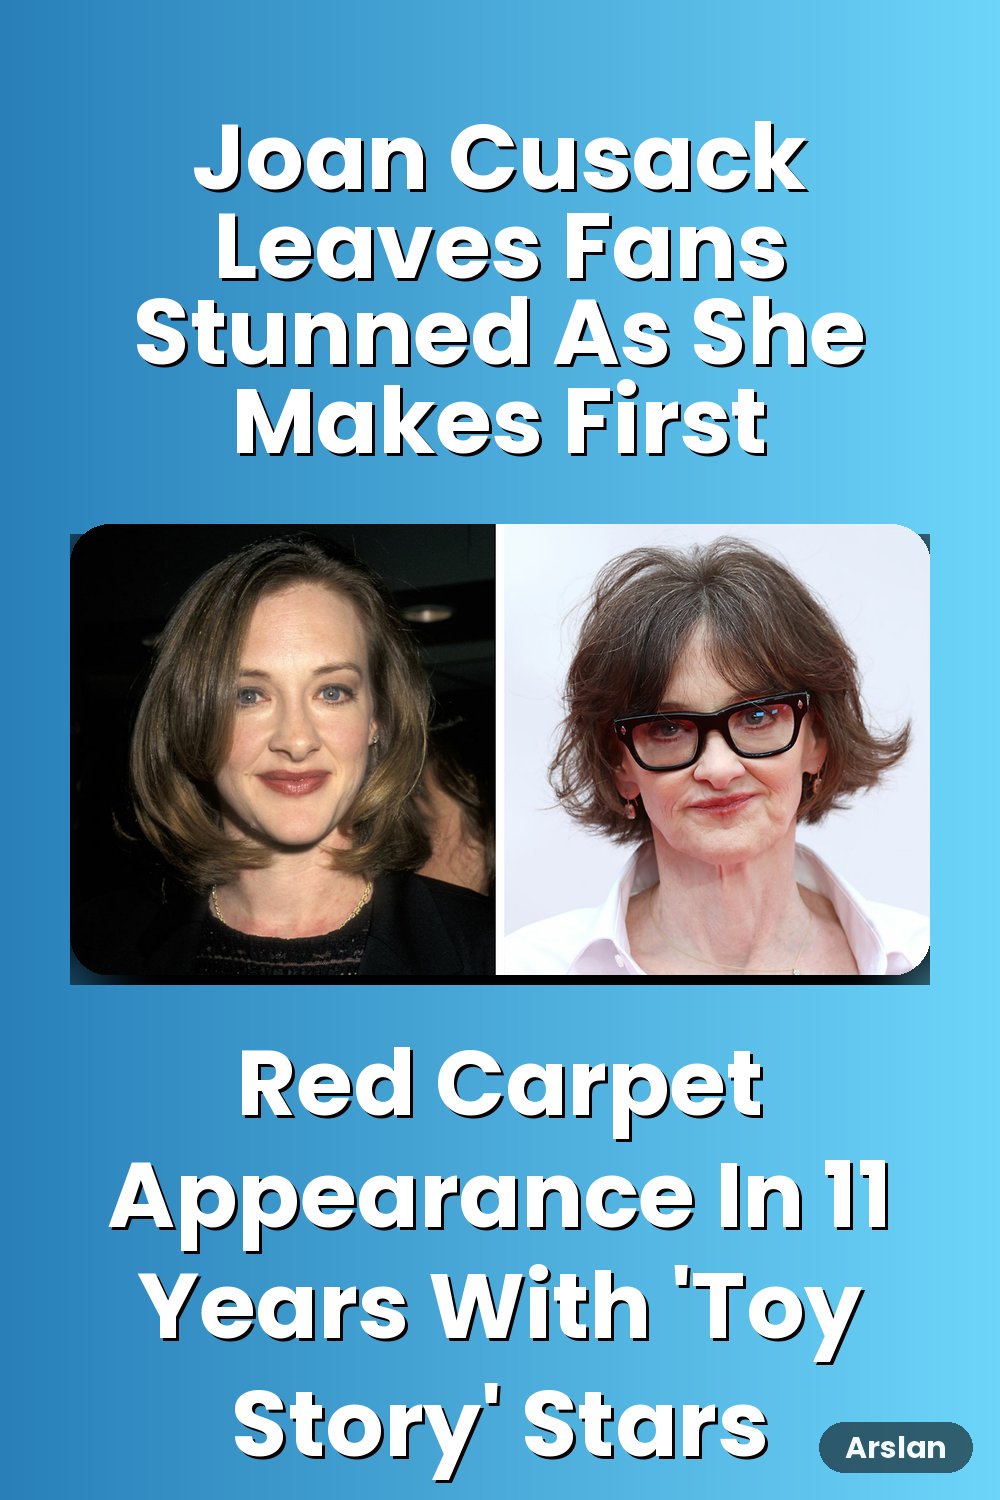 Joan Cusack
Leaves Fans
Stunned As She
Makes First
Red Carpet
Appearance In 11
Years With 'Toy
Story' Stars
Arslan